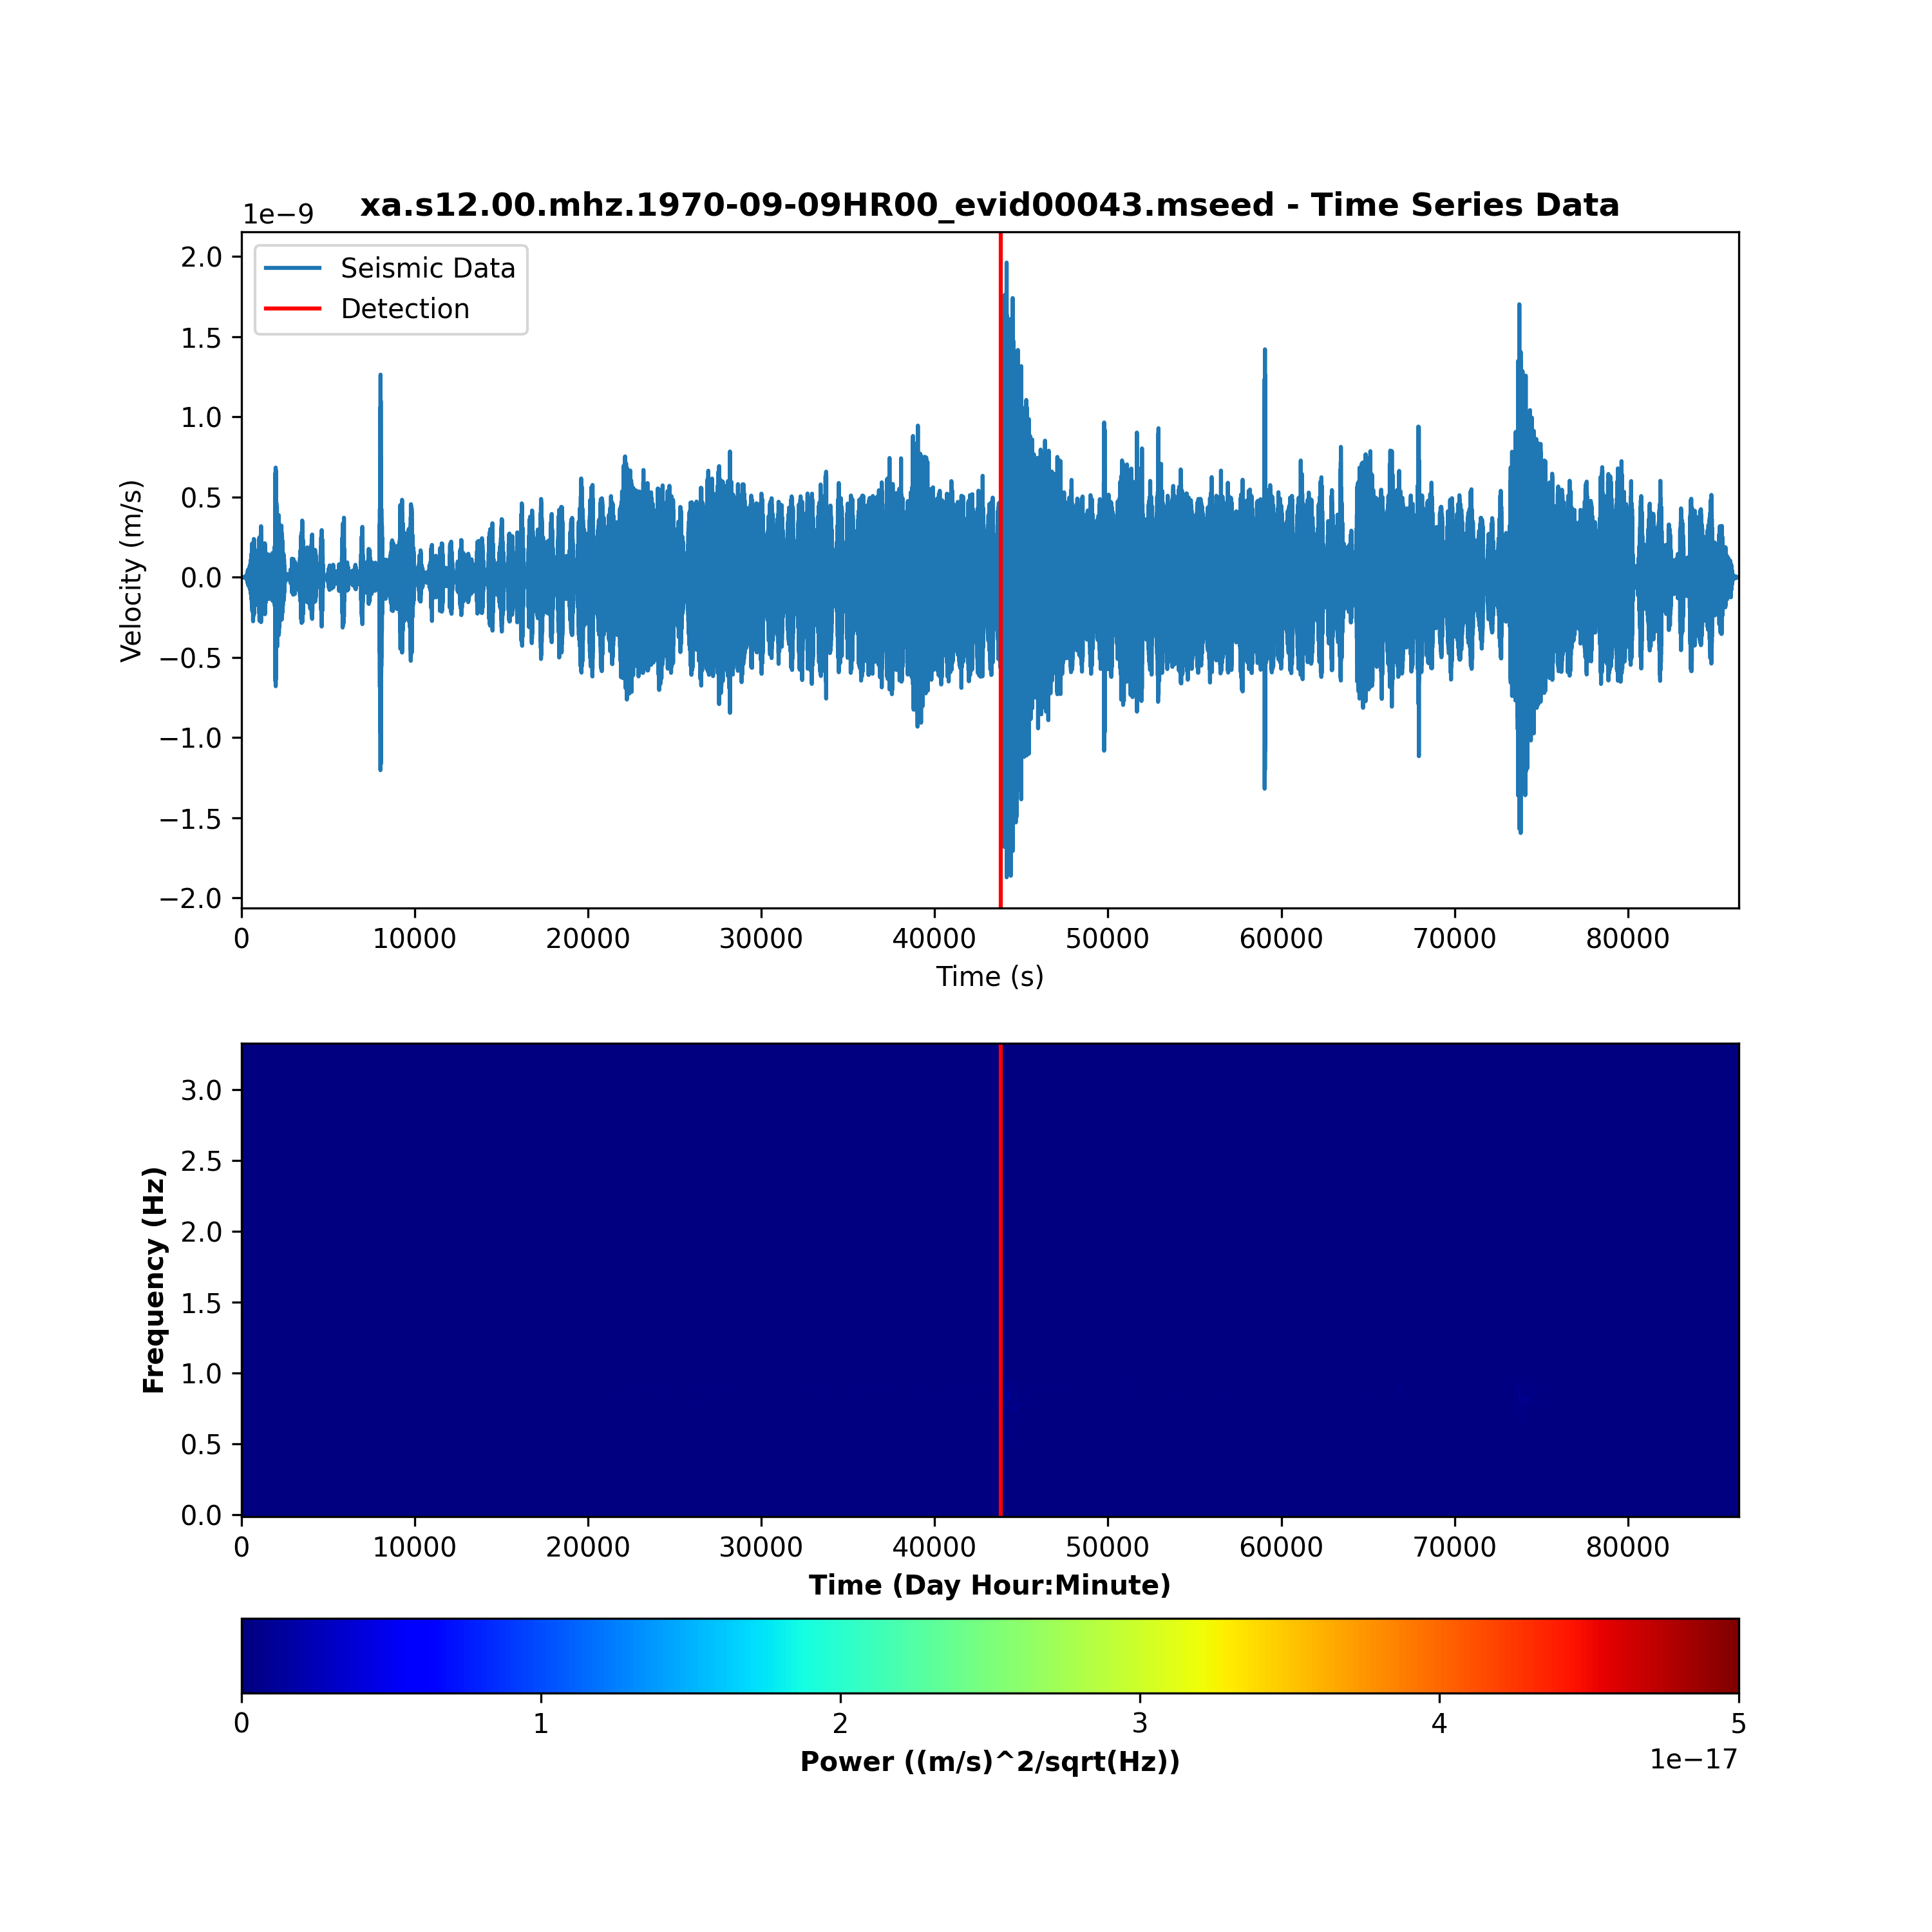 xa.s12.00.mhz.1970-09-09HR00_evid00043.mseed - Time Series Data
1e−9
Seismic Data
Detection
2.0
1.5
1.0
0.5
0.0
−0.5
−1.0
−1.5
−2.0
Velocity (m/s)
0 10000 20000 30000 40000 50000 60000 70000 80000
Time (s)
3.0
2.5
2.0
1.5
1.0
0.5
0.0
Frequency (Hz)
0 10000 20000 30000 40000 50000 60000 70000 80000
Time (Day Hour:Minute)
0 1 2 3 4 5
Power ((m/s)^2/sqrt(Hz))
1e−17